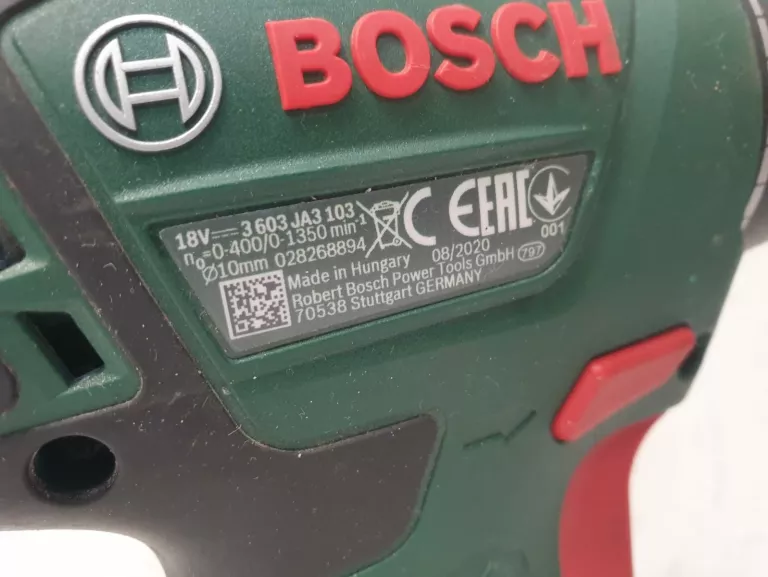 BOSCH
18V⎓ 3 603 JA3 103
n₀=0-400/0-1350 min⁻¹
Ø10mm 028268894
CE EAC
001
Made in Hungary 08/2020
Robert Bosch Power Tools GmbH 797
70538 Stuttgart GERMANY